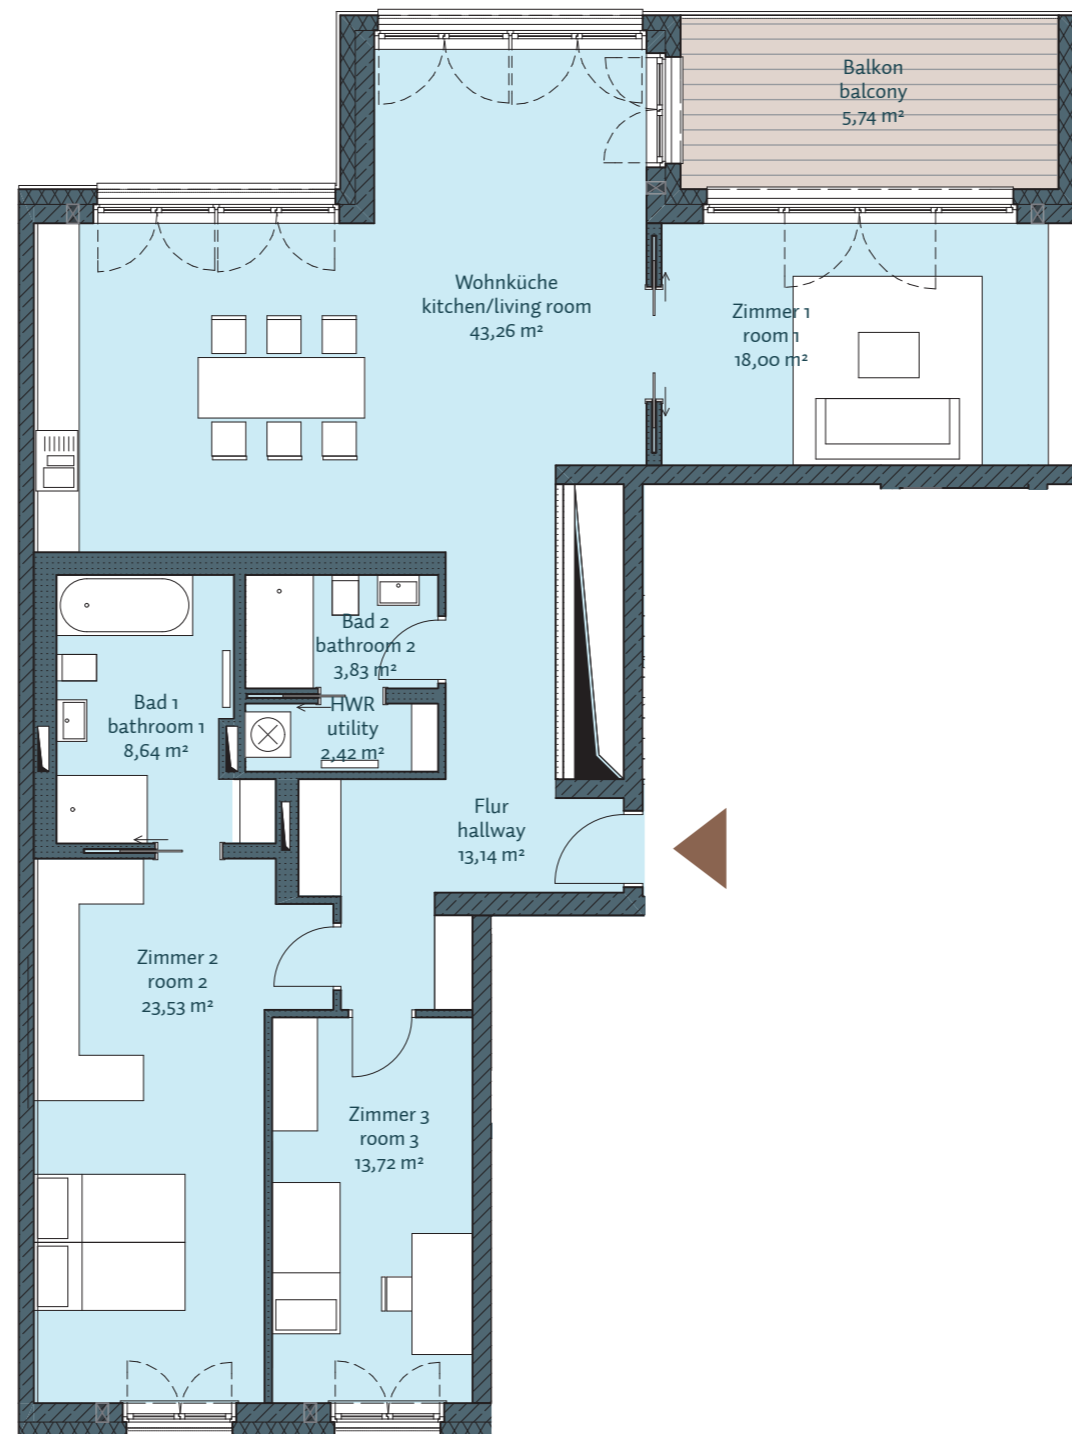 Balkon
balcony
5,74 m²
Wohnküche
kitchen/living room
43,26 m²
Zimmer 1
room 1
18,00 m²
Bad 2
bathroom 2
3,83 m²
HWR
utility
2,42 m²
Bad 1
bathroom 1
8,64 m²
Flur
hallway
13,14 m²
Zimmer 2
room 2
23,53 m²
Zimmer 3
room 3
13,72 m²